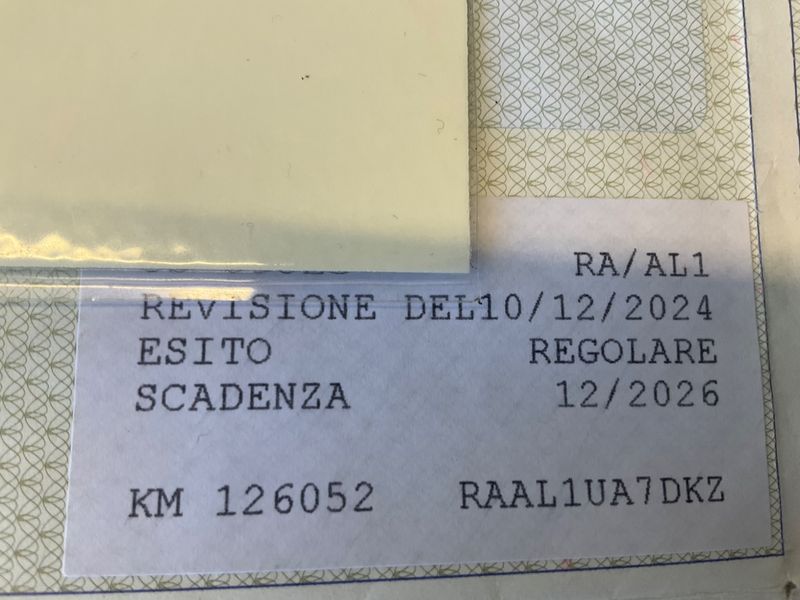 RA/AL1
REVISIONE DEL10/12/2024
ESITO REGOLARE
SCADENZA 12/2026
KM 126052 RAAL1UA7DKZ